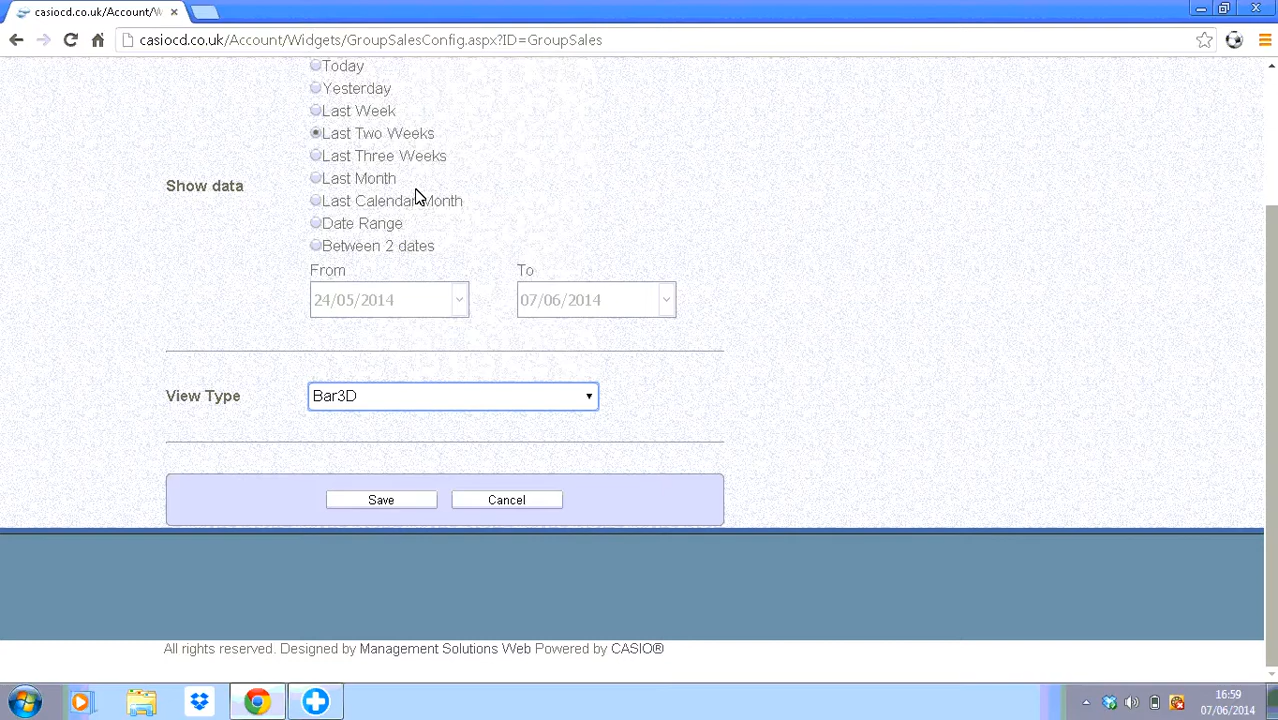 casiocd.co.uk/Account/W
casiocd.co.uk/Account/Widgets/GroupSalesConfig.aspx?ID=GroupSales
Today
Yesterday
Last Week
Last Two Weeks
Last Three Weeks
Show data
Last Month
Last Calendar Month
Date Range
Between 2 dates
From To
24/05/2014 07/06/2014
View Type Bar3D
Save Cancel
All rights reserved. Designed by Management Solutions Web Powered by CASIO®
16:59
07/06/2014